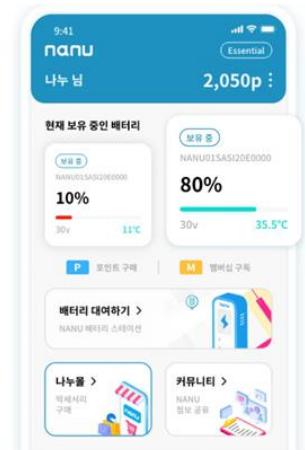 9:41
nanu
Essential
나누 님
2,050p
현재 보유 중인 배터리
보유 중
NANU01SASI20E0000
10%
30v
11℃
보유 중
NANU01SASI20E0000
80%
30v
35.5℃
P 포인트 구매
M 멤버십 구독
배터리 대여하기 >
NANU 배터리 스테이션
나누몰 >
악세서리
구매
커뮤니티 >
NANU
정보 공유